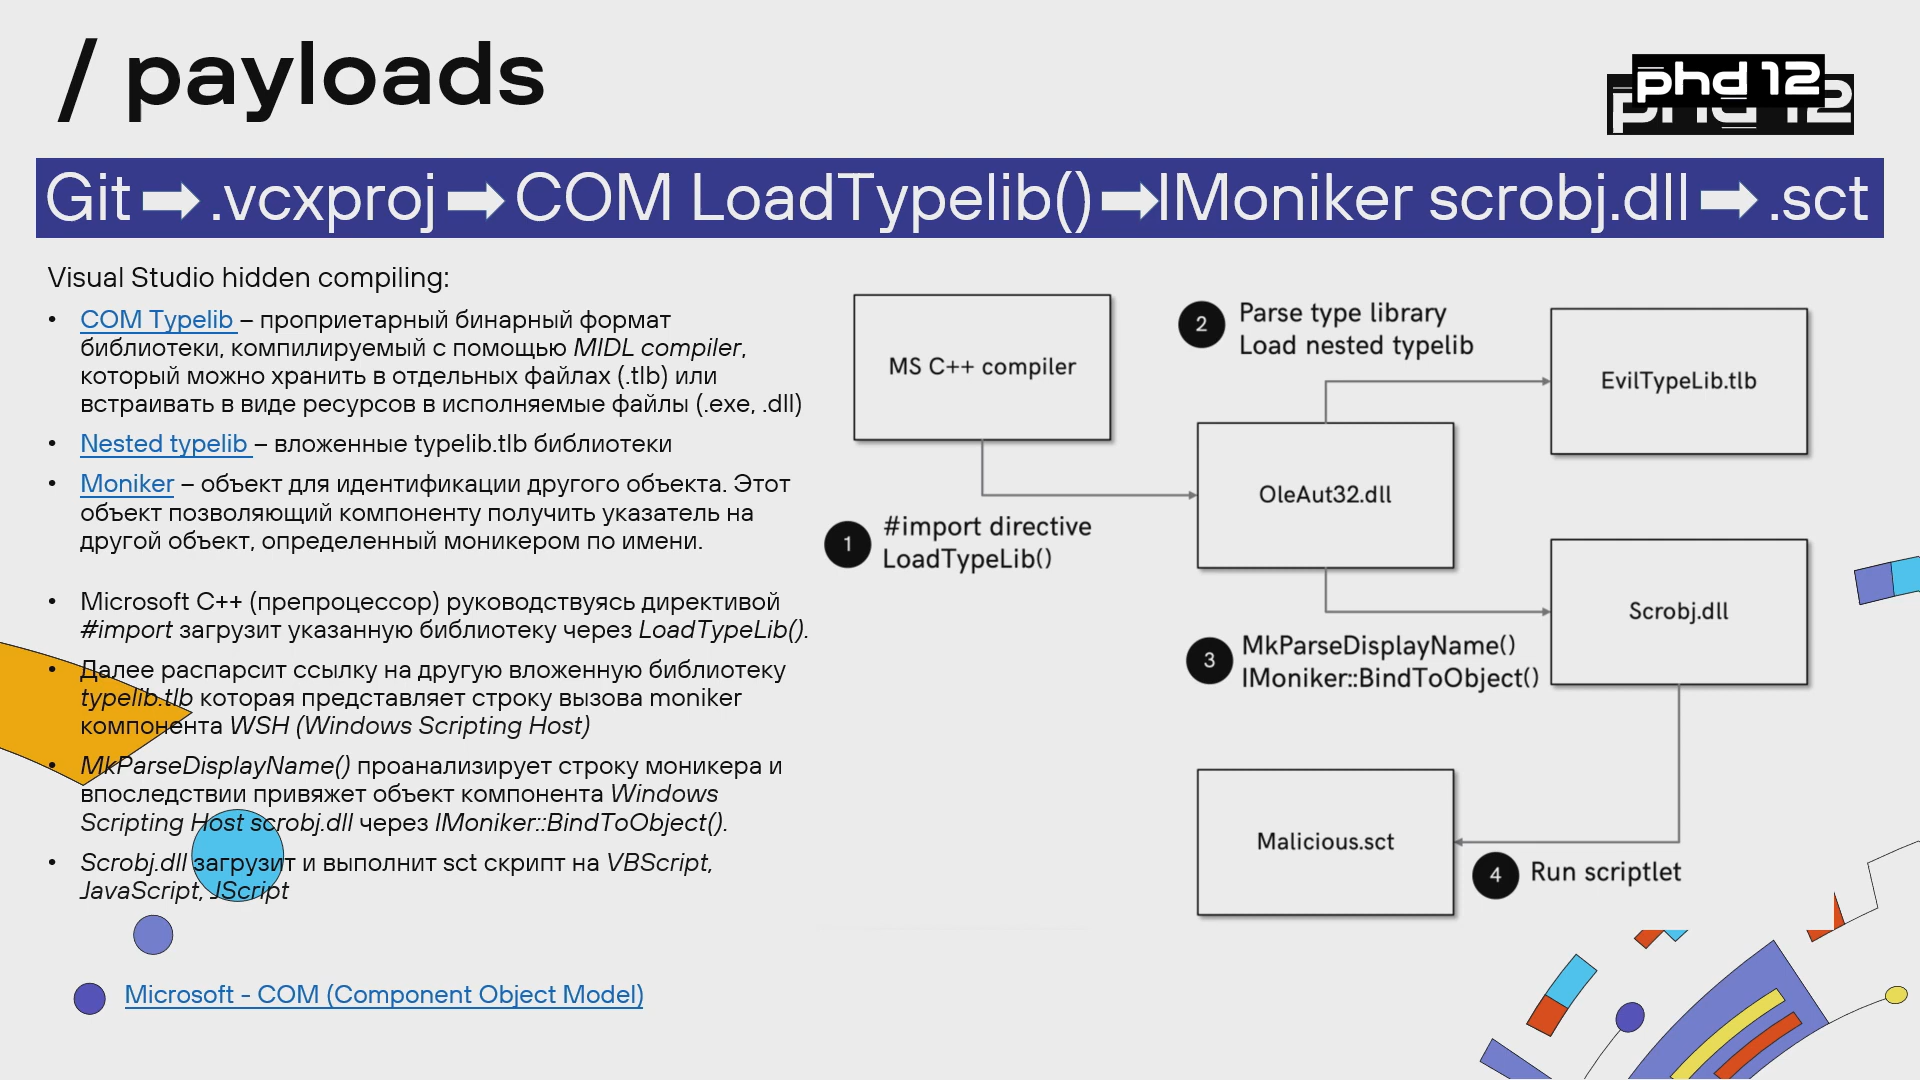 / payloads
phd 12
phd 12
Git ➡ .vcxproj ➡ COM LoadTypelib() ➡ IMoniker scrobj.dll ➡ .sct
Visual Studio hidden compiling:
• COM Typelib – проприетарный бинарный формат
библиотеки, компилируемый с помощью MIDL compiler,
который можно хранить в отдельных файлах (.tlb) или
встраивать в виде ресурсов в исполняемые файлы (.exe, .dll)
• Nested typelib – вложенные typelib.tlb библиотеки
• Moniker – объект для идентификации другого объекта. Этот
объект позволяющий компоненту получить указатель на
другой объект, определенный моникером по имени.
• Microsoft C++ (препроцессор) руководствуясь директивой
#import загрузит указанную библиотеку через LoadTypeLib().
• Далее распарсит ссылку на другую вложенную библиотеку
typelib.tlb которая представляет строку вызова moniker
компонента WSH (Windows Scripting Host)
• MkParseDisplayName() проанализирует строку моникера и
впоследствии привяжет объект компонента Windows
Scripting Host scrobj.dll через IMoniker::BindToObject().
• Scrobj.dll загрузит и выполнит sct скрипт на VBScript,
JavaScript, JScript
Microsoft - COM (Component Object Model)
MS C++ compiler
1
#import directive
LoadTypeLib()
2
Parse type library
Load nested typelib
EvilTypeLib.tlb
OleAut32.dll
3
MkParseDisplayName()
IMoniker::BindToObject()
Scrobj.dll
Malicious.sct
4
Run scriptlet